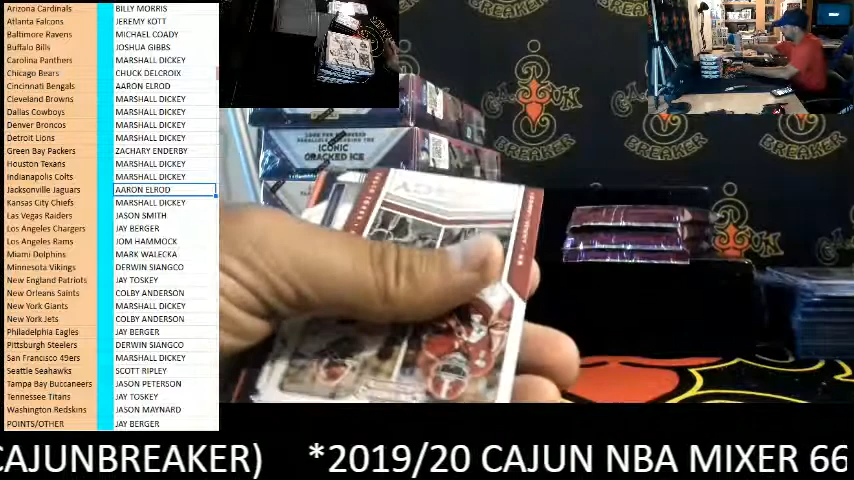 Arizona Cardinals BILLY MORRIS
Atlanta Falcons JEREMY KOTT
Baltimore Ravens MICHAEL COADY
Buffalo Bills JOSHUA GIBBS
Carolina Panthers MARSHALL DICKEY
Chicago Bears CHUCK DELCROIX
Cincinnati Bengals AARON ELROD
Cleveland Browns MARSHALL DICKEY
Dallas Cowboys MARSHALL DICKEY
Denver Broncos MARSHALL DICKEY
Detroit Lions MARSHALL DICKEY
Green Bay Packers ZACHARY ENDERBY
Houston Texans MARSHALL DICKEY
Indianapolis Colts MARSHALL DICKEY
Jacksonville Jaguars AARON ELROD
Kansas City Chiefs MARSHALL DICKEY
Las Vegas Raiders JASON SMITH
Los Angeles Chargers JAY BERGER
Los Angeles Rams JOM HAMMOCK
Miami Dolphins MARK WALECKA
Minnesota Vikings DERWIN SIANGCO
New England Patriots JAY TOSKEY
New Orleans Saints COLBY ANDERSON
New York Giants MARSHALL DICKEY
New York Jets COLBY ANDERSON
Philadelphia Eagles JAY BERGER
Pittsburgh Steelers DERWIN SIANGCO
San Francisco 49ers MARSHALL DICKEY
Seattle Seahawks SCOTT RIPLEY
Tampa Bay Buccaneers JASON PETERSON
Tennessee Titans JAY TOSKEY
Washington Redskins JASON MAYNARD
POINTS/OTHER JAY BERGER
ICONIC
CRACKED ICE
CAJUN
BREAKER
BREAKER
BREAKER
CAJUNBREAKER) *2019/20 CAJUN NBA MIXER 66